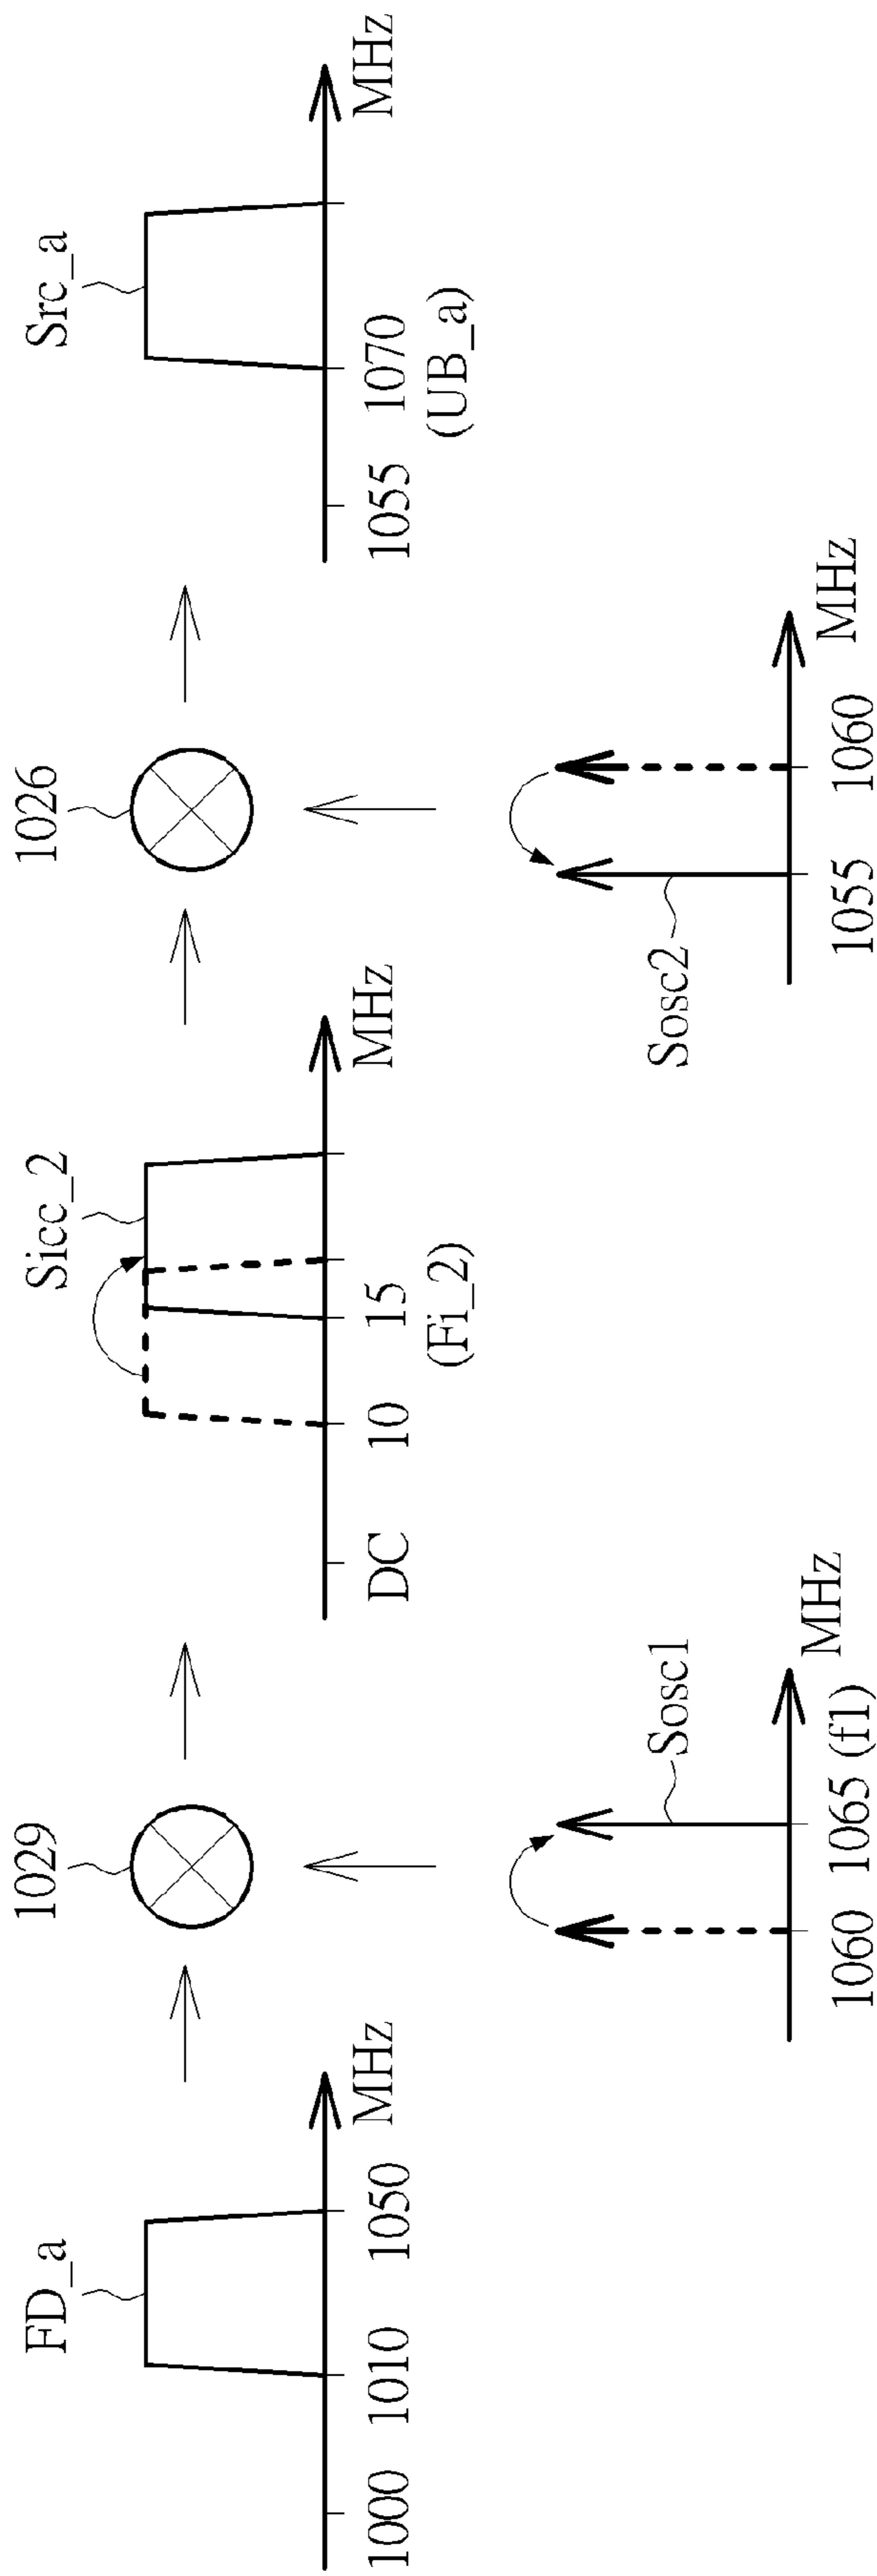 FD_a
1000 1010 1050 MHz
1029
1060 1065 (f1) MHz
Sosc1
Sicc_2
DC 10 15 MHz
(Fi_2)
1026
Sosc2
1055 1060 MHz
Src_a
1055 1070 MHz
(UB_a)